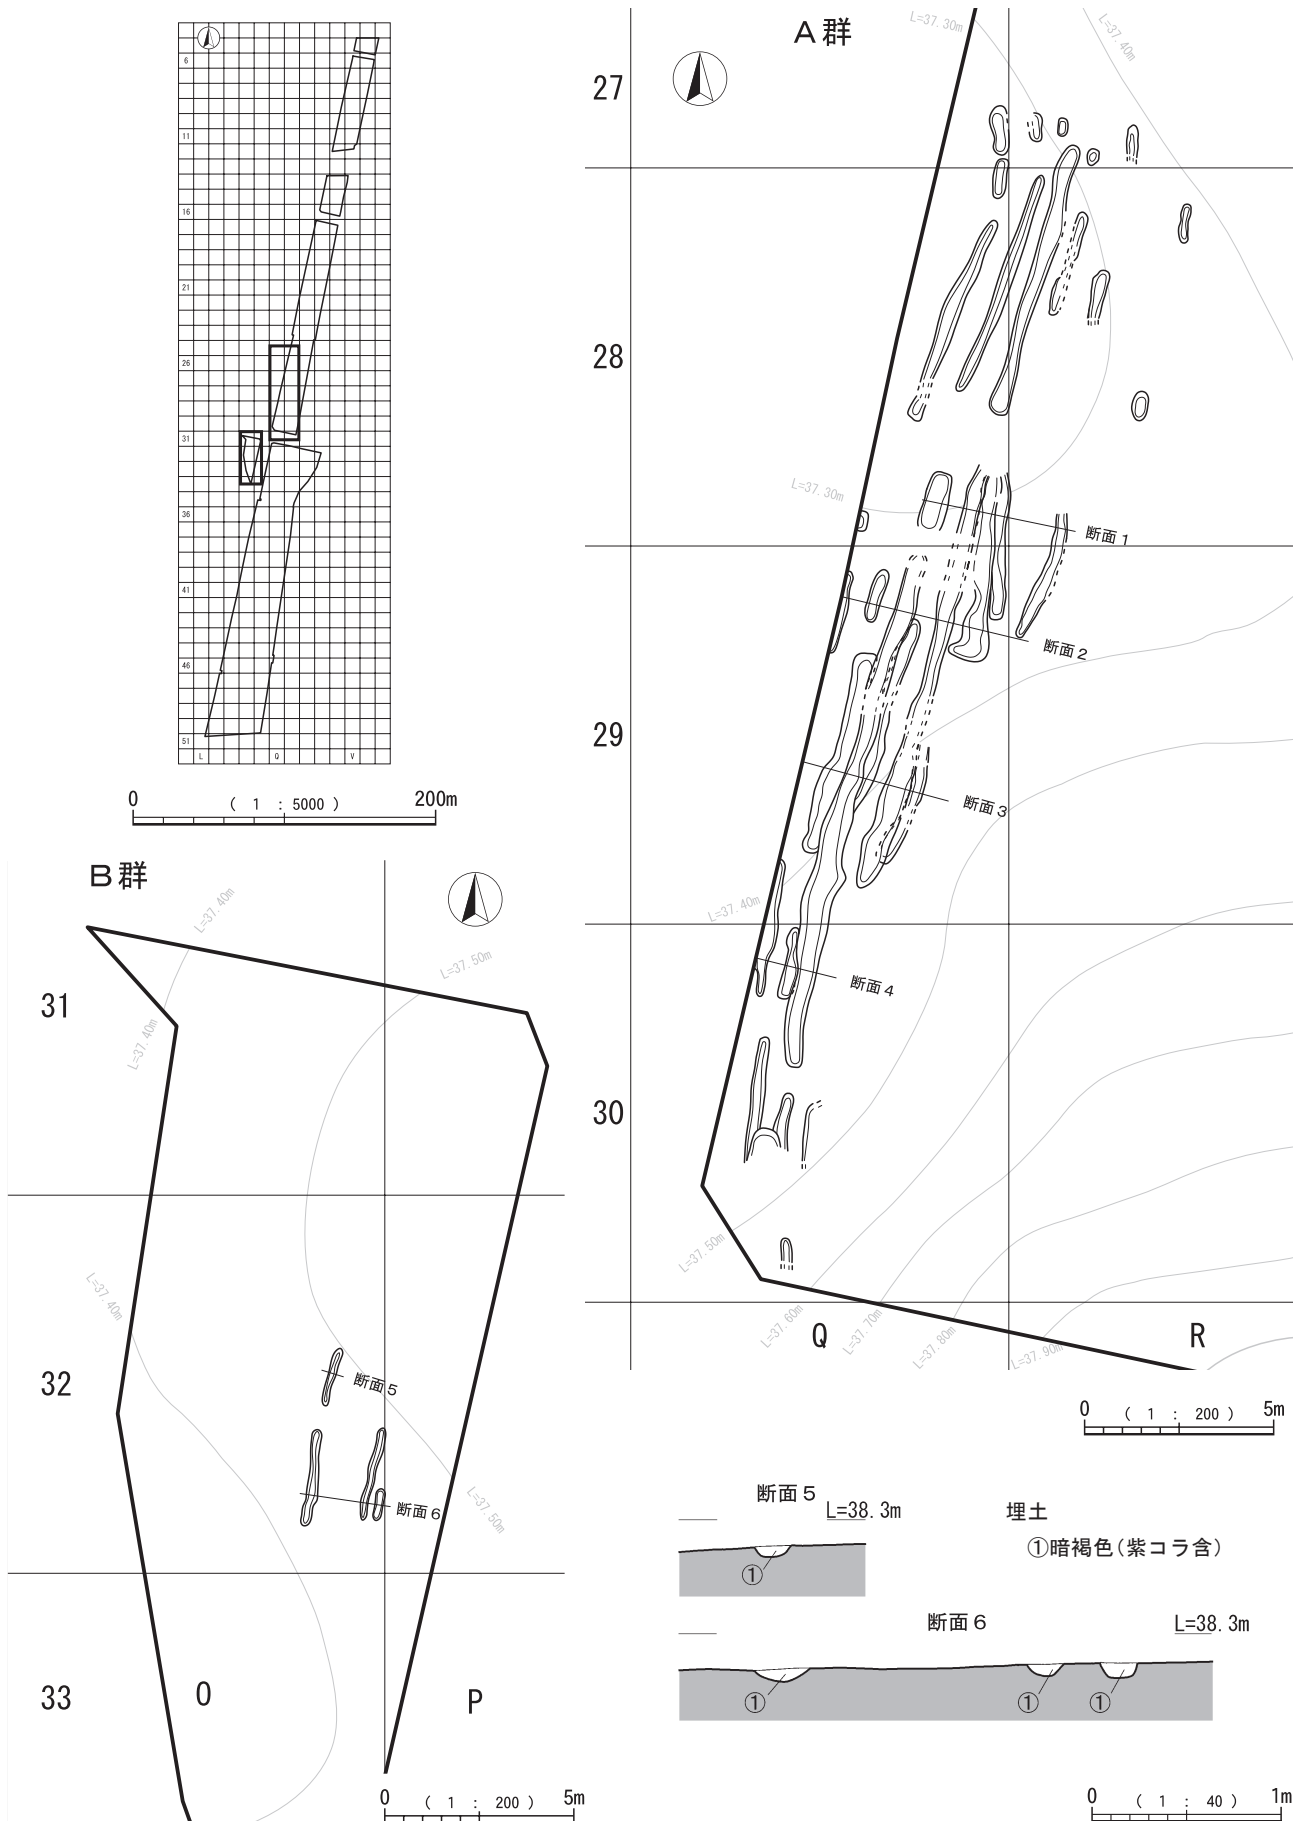 6
11
16
21
26
31
36
41
46
51
L Q V
0 ( 1 : 5000 ) 200m
A群
L=37.30m
L=37.40m
27
28
L=37.30m
断面1
断面2
29
断面3
L=37.40m
断面4
30
L=37.50m
L=37.60m
L=37.70m
L=37.80m
L=37.90m
Q R
0 ( 1 : 200 ) 5m
B群
L=37.40m
L=37.50m
31
L=37.40m
L=37.40m
32
断面5
断面6
L=37.50m
33
O P
0 ( 1 : 200 ) 5m
断面5
L=38.3m
①
埋土
①暗褐色(紫コラ含)
断面6
L=38.3m
① ① ①
0 ( 1 : 40 ) 1m